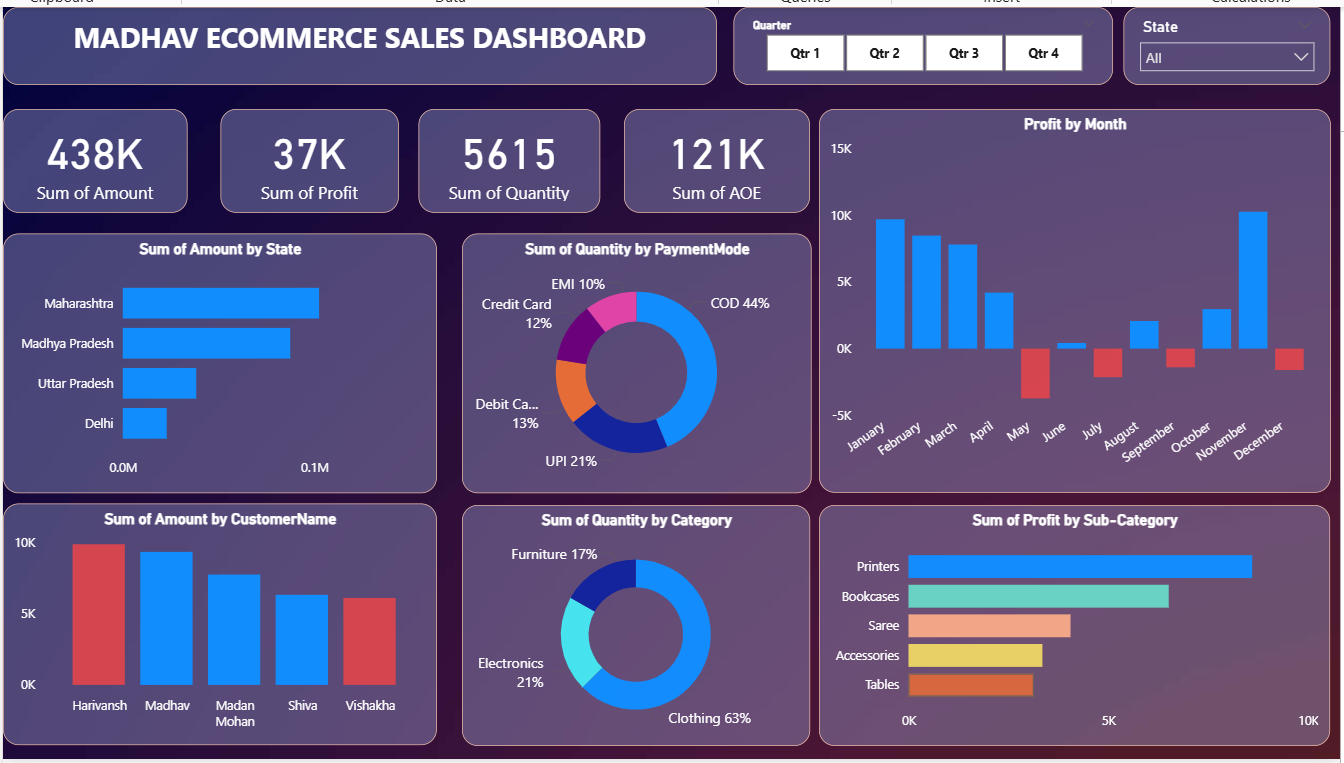 Clipboard
Data
Queries
Insert
Calculations
MADHAV ECOMMERCE SALES DASHBOARD
Quarter
Qtr 1
Qtr 2
Qtr 3
Qtr 4
State
All
438K
Sum of Amount
37K
Sum of Profit
5615
Sum of Quantity
121K
Sum of AOE
Profit by Month
15K
10K
5K
0K
-5K
January
February
March
April
May
June
July
August
September
October
November
December
Sum of Amount by State
Maharashtra
Madhya Pradesh
Uttar Pradesh
Delhi
0.0M
0.1M
Sum of Quantity by PaymentMode
EMI 10%
Credit Card
12%
COD 44%
Debit Ca...
13%
UPI 21%
Sum of Amount by CustomerName
10K
5K
0K
Harivansh
Madhav
Madan
Mohan
Shiva
Vishakha
Sum of Quantity by Category
Furniture 17%
Electronics
21%
Clothing 63%
Sum of Profit by Sub-Category
Printers
Bookcases
Saree
Accessories
Tables
0K
5K
10K